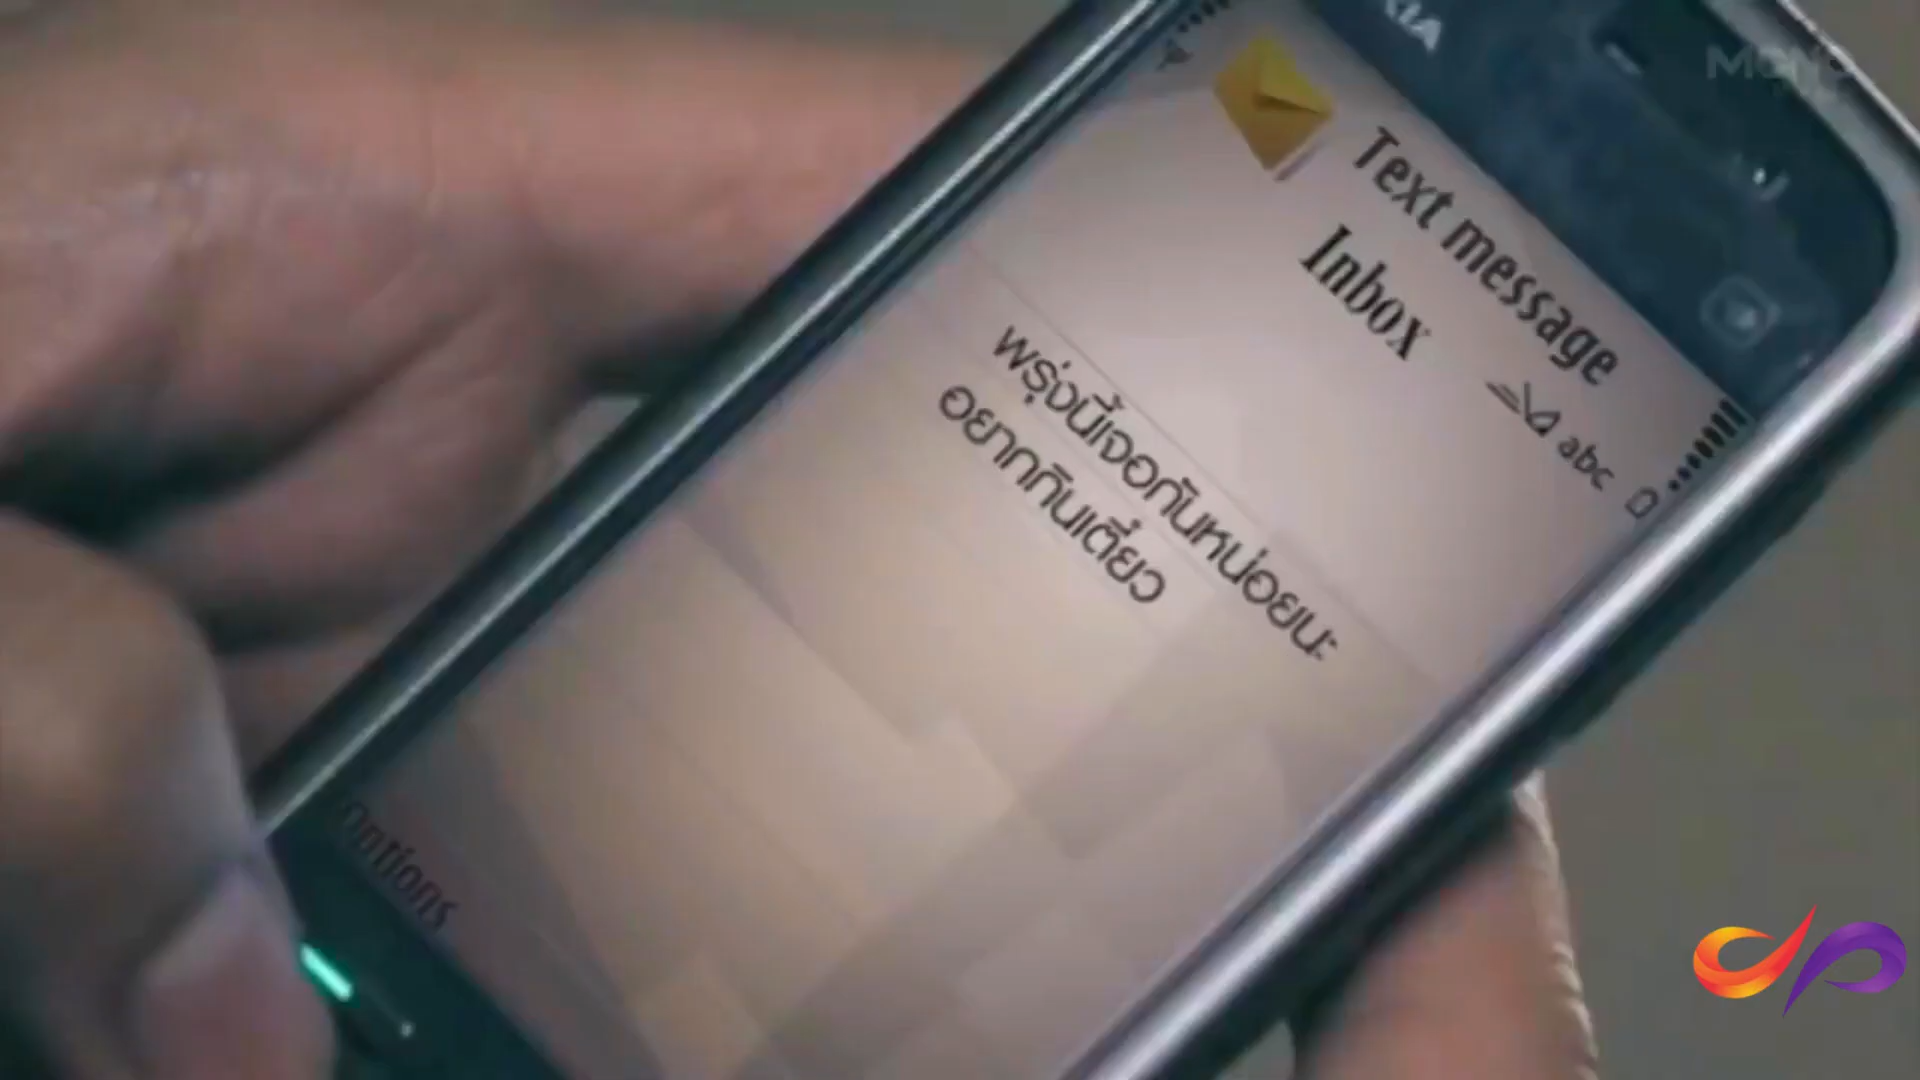 Text message
Inbox
abc
พรุ่งนี้เจอกันหน่อยนะ
อยากกินเตี๋ยว
Options